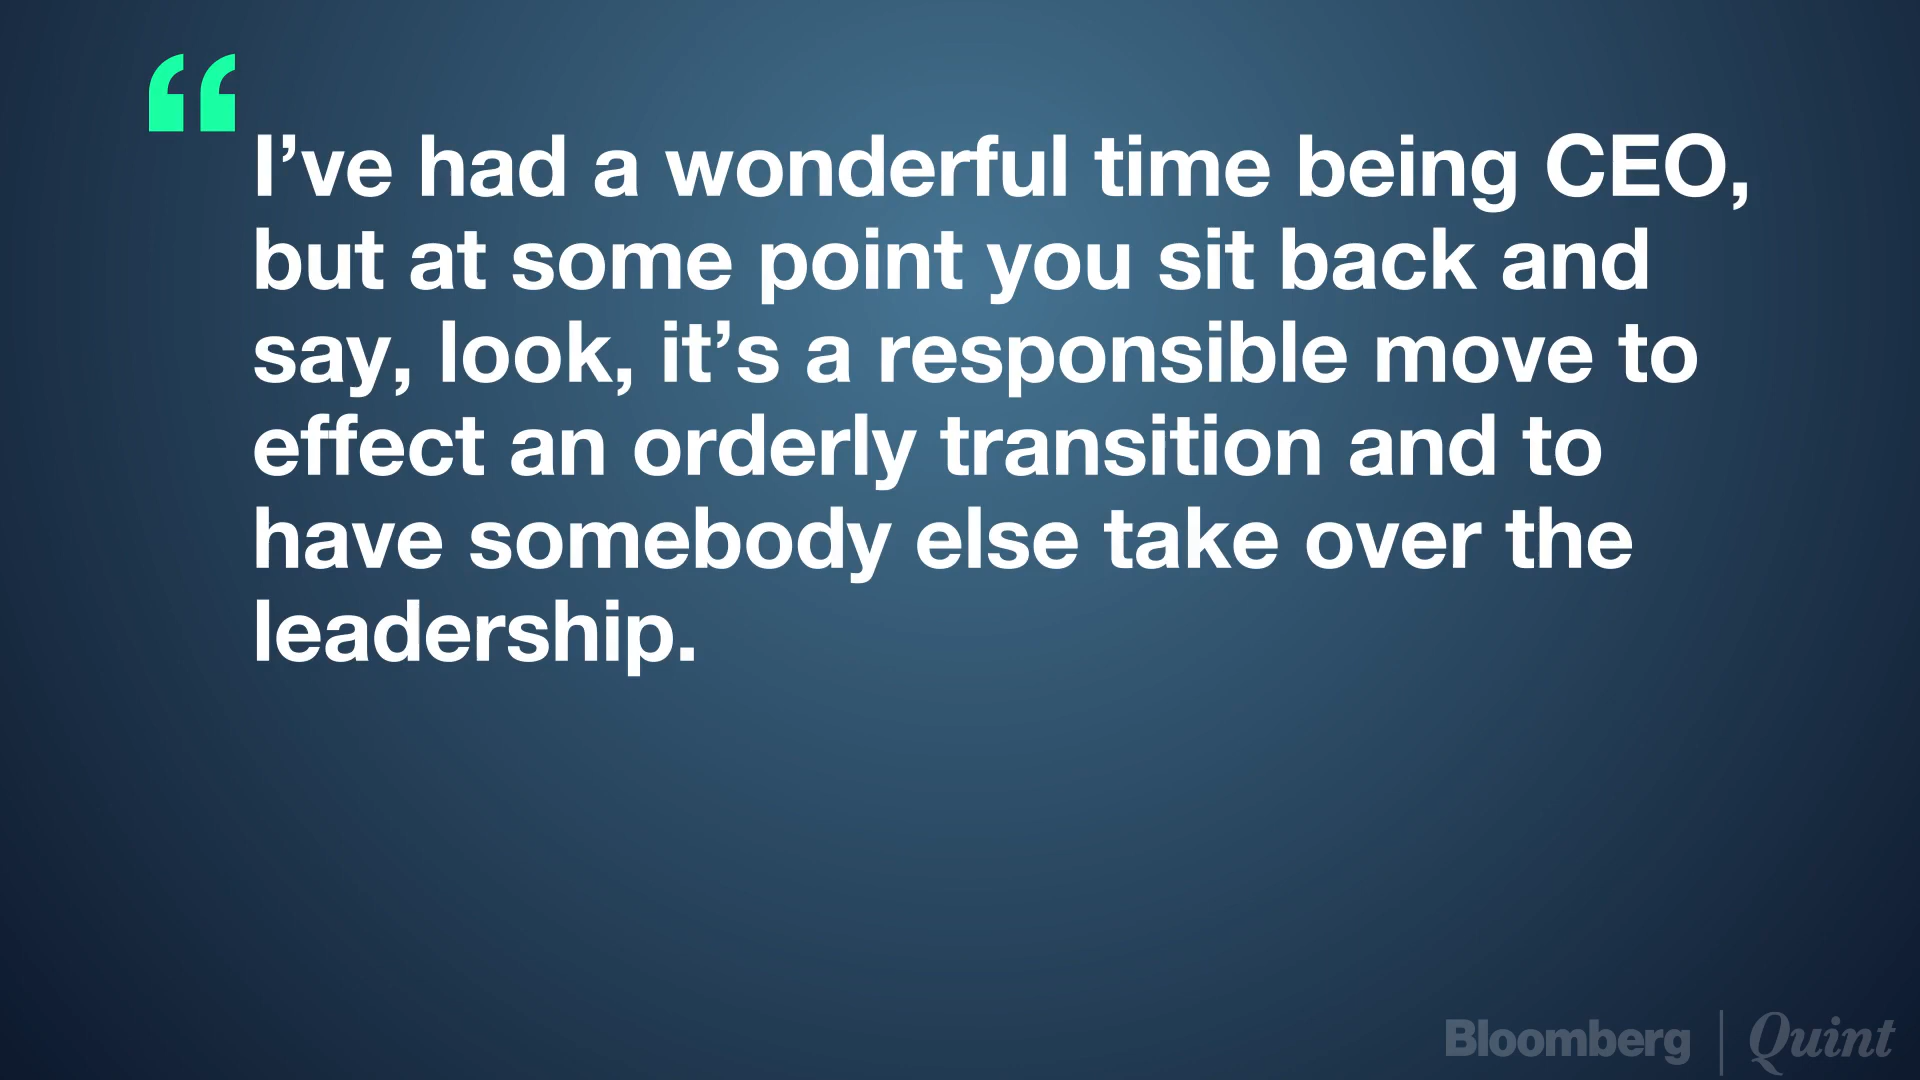 “
I’ve had a wonderful time being CEO,
but at some point you sit back and
say, look, it’s a responsible move to
effect an orderly transition and to
have somebody else take over the
leadership.
Bloomberg | Quint